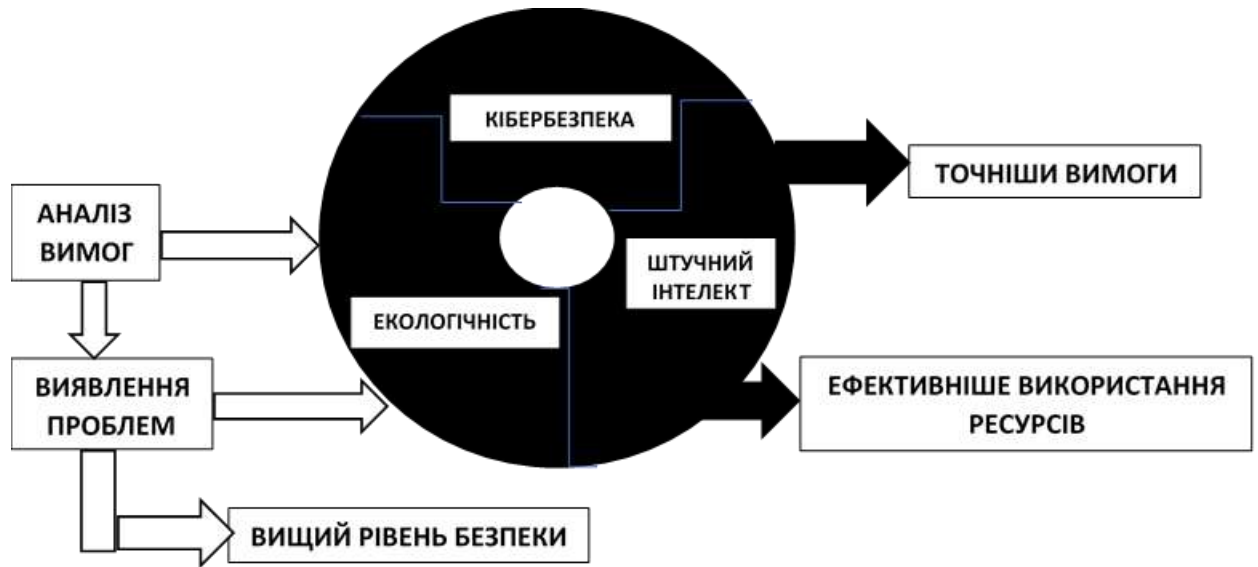 КІБЕРБЕЗПЕКА
ТОЧНІШИ ВИМОГИ
АНАЛІЗ
ВИМОГ
ШТУЧНИЙ
ІНТЕЛЕКТ
ЕКОЛОГІЧНІСТЬ
ВИЯВЛЕННЯ
ПРОБЛЕМ
ЕФЕКТИВНІШЕ ВИКОРИСТАННЯ
РЕСУРСІВ
ВИЩИЙ РІВЕНЬ БЕЗПЕКИ